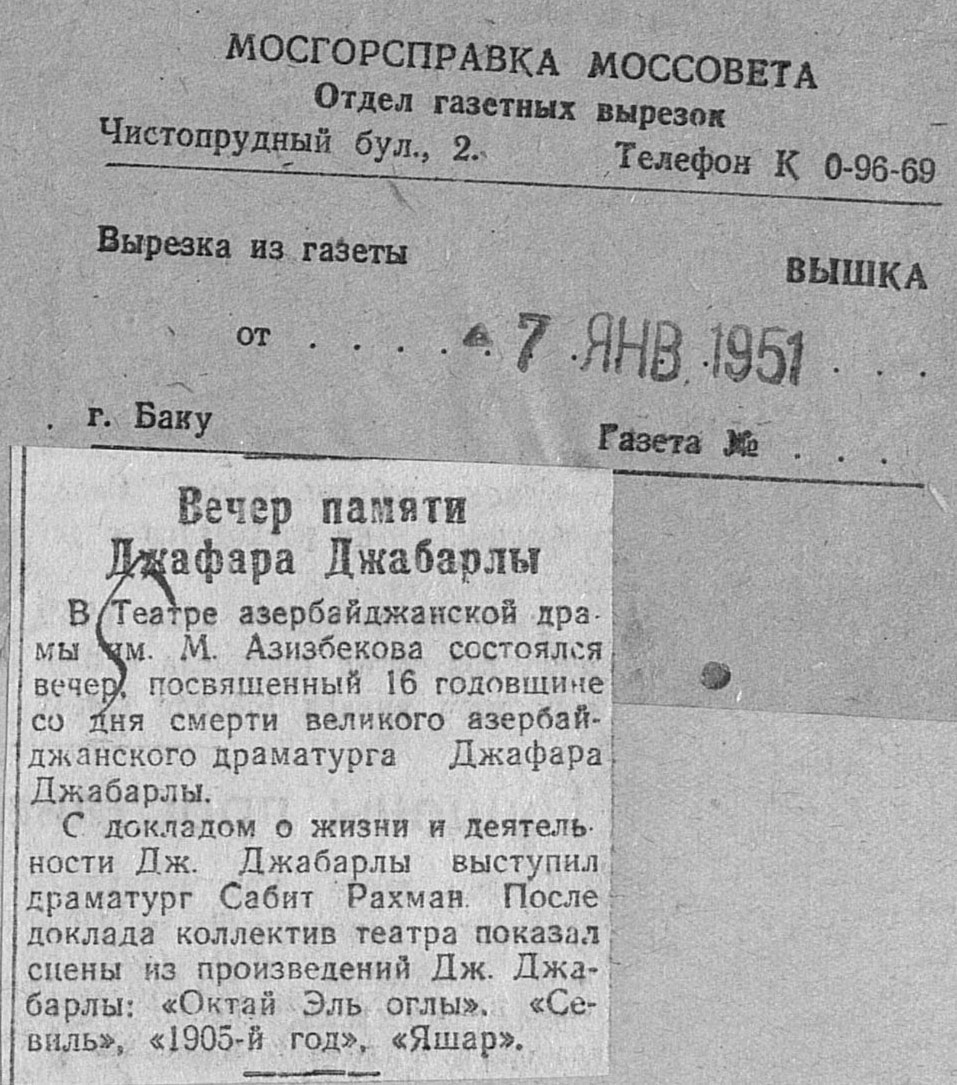 МОСГОРСПРАВКА МОССОВЕТА
Отдел газетных вырезок
Чистопрудный бул., 2. Телефон К 0-96-69
Вырезка из газеты
ВЫШКА
от . . . . . 7 . ЯНВ. 1951 . . .
. г. Баку
Газета № . . .
Вечер памяти
Джафара Джабарлы
В Театре азербайджанской дра-
мы им. М. Азизбекова состоялся
вечер, посвященный 16 годовщине
со дня смерти великого азербай-
джанского драматурга Джафара
Джабарлы.
С докладом о жизни и деятель-
ности Дж. Джабарлы выступил
драматург Сабит Рахман. После
доклада коллектив театра показал
сцены из произведений Дж. Джа-
барлы: «Октай Эль оглы», «Се-
виль», «1905-й год», «Яшар».